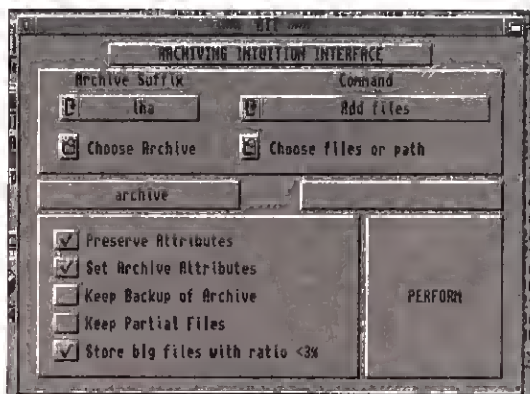 ARCHIVING INTUITION INTERFACE
Archive Suffix
Command
.lha
Add files
Choose Archive
Choose files or path
archive
Preserve Attributes
Set Archive Attributes
Keep Backup of Archive
Keep Partial Files
Store big files with ratio <3%
PERFORM